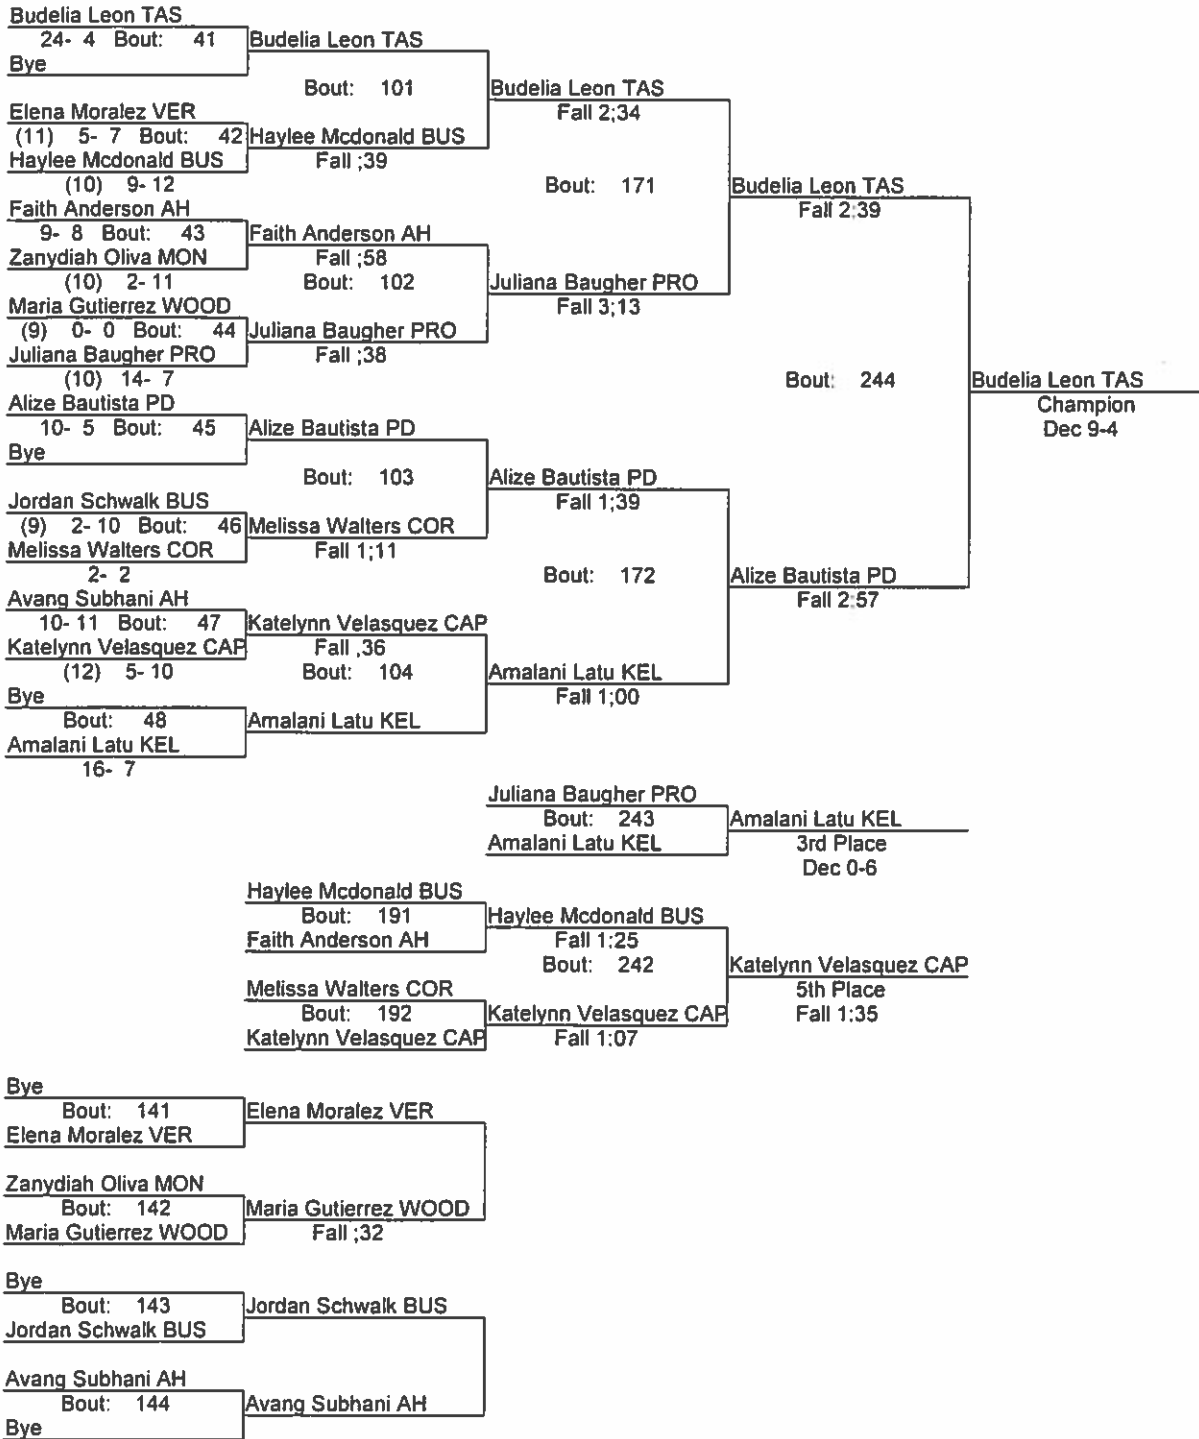 Budelia Leon TAS
24- 4 Bout: 41
Bye
Budelia Leon TAS
Bout: 101
Elena Moralez VER
(11) 5- 7 Bout: 42
Haylee Mcdonald BUS
(10) 9- 12
Haylee Mcdonald BUS
Fall ;39
Budelia Leon TAS
Fall 2;34
Faith Anderson AH
9- 8 Bout: 43
Zanydiah Oliva MON
(10) 2- 11
Faith Anderson AH
Fall ;58
Bout: 102
Maria Gutierrez WOOD
(9) 0- 0 Bout: 44
Juliana Baugher PRO
(10) 14- 7
Juliana Baugher PRO
Fall ;38
Juliana Baugher PRO
Fall 3;13
Bout: 171
Budelia Leon TAS
Fall 2:39
Alize Bautista PD
10- 5 Bout: 45
Bye
Alize Bautista PD
Bout: 103
Jordan Schwalk BUS
(9) 2- 10 Bout: 46
Melissa Walters COR
2- 2
Melissa Walters COR
Fall 1;11
Alize Bautista PD
Fall 1;39
Avang Subhani AH
10- 11 Bout: 47
Katelynn Velasquez CAP
(12) 5- 10
Katelynn Velasquez CAP
Fall ,36
Bout: 104
Bye
Bout: 48
Amalani Latu KEL
16- 7
Amalani Latu KEL
Amalani Latu KEL
Fall 1;00
Bout: 172
Alize Bautista PD
Fall 2:57
Bout: 244
Budelia Leon TAS
Champion
Dec 9-4
Juliana Baugher PRO
Bout: 243
Amalani Latu KEL
Amalani Latu KEL
3rd Place
Dec 0-6
Haylee Mcdonald BUS
Bout: 191
Faith Anderson AH
Haylee Mcdonald BUS
Fall 1:25
Bout: 242
Melissa Walters COR
Bout: 192
Katelynn Velasquez CAP
Katelynn Velasquez CAP
Fall 1:07
Katelynn Velasquez CAP
5th Place
Fall 1:35
Bye
Bout: 141
Elena Moralez VER
Elena Moralez VER
Zanydiah Oliva MON
Bout: 142
Maria Gutierrez WOOD
Maria Gutierrez WOOD
Fall ;32
Bye
Bout: 143
Jordan Schwalk BUS
Jordan Schwalk BUS
Avang Subhani AH
Bout: 144
Bye
Avang Subhani AH